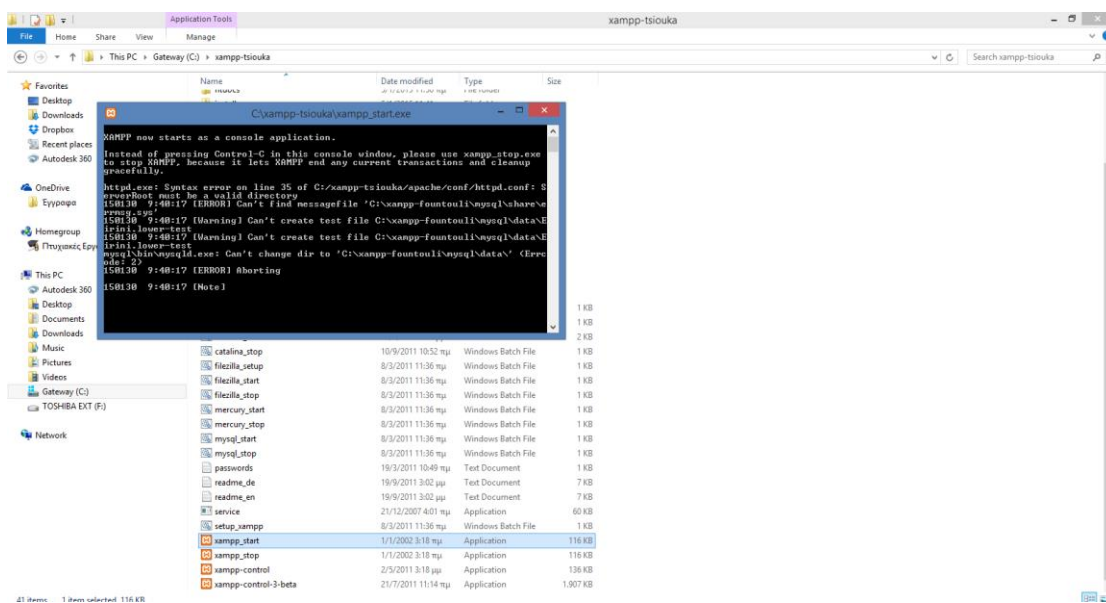 Application Tools
xampp-tsiouka
File Home Share View Manage
This PC Gateway (C:) xampp-tsiouka
Search xampp-tsiouka
Name Date modified Type Size
Favorites
Desktop
Downloads
Dropbox
Recent places
Autodesk 360
OneDrive
Έγγραφα
Homegroup
This PC
Autodesk 360
Desktop
Documents
Downloads
Music
Pictures
Videos
Gateway (C:)
TOSHIBA EXT (F:)
Network
C:\xampp-tsiouka\xampp_start.exe
XAMPP now starts as a console application.
Instead of pressing Control-C in this console window, please use xampp_stop.exe
to stop XAMPP, because it lets XAMPP end any current transactions and cleanup
gracefully.
httpd.exe: Syntax error on line 35 of C:/xampp-tsiouka/apache/conf/httpd.conf: S
erverRoot must be a valid directory
150130 9:40:17 [ERROR] Can't find messagefile 'C:\xampp-fountouli\mysql\share\e
rrmsg.sys'
150130 9:40:17 [Warning] Can't create test file C:\xampp-fountouli\mysql\data\E
irini.lower-test
150130 9:40:17 [Warning] Can't create test file C:\xampp-fountouli\mysql\data\E
irini.lower-test
mysql\bin\mysqld.exe: Can't change dir to 'C:\xampp-fountouli\mysql\data\' (Errc
ode: 2)
150130 9:40:17 [ERROR] Aborting
150130 9:40:17 [Note]
1 KB
1 KB
2 KB
catalina_stop 10/9/2011 10:52 πμ Windows Batch File 1 KB
filezilla_setup 8/3/2011 11:36 πμ Windows Batch File 1 KB
filezilla_start 8/3/2011 11:36 πμ Windows Batch File 1 KB
filezilla_stop 8/3/2011 11:36 πμ Windows Batch File 1 KB
mercury_start 8/3/2011 11:36 πμ Windows Batch File 1 KB
mercury_stop 8/3/2011 11:36 πμ Windows Batch File 1 KB
mysql_start 8/3/2011 11:36 πμ Windows Batch File 1 KB
mysql_stop 8/3/2011 11:36 πμ Windows Batch File 1 KB
passwords 19/3/2011 10:49 πμ Text Document 1 KB
readme_de 19/9/2011 3:02 μμ Text Document 7 KB
readme_en 19/9/2011 3:02 μμ Text Document 7 KB
service 21/12/2007 4:01 πμ Application 60 KB
setup_xampp 8/3/2011 11:36 πμ Windows Batch File 1 KB
xampp_start 1/1/2002 3:18 πμ Application 116 KB
xampp_stop 1/1/2002 3:18 πμ Application 116 KB
xampp-control 2/5/2011 3:18 μμ Application 136 KB
xampp-control-3-beta 21/7/2011 11:14 πμ Application 1.907 KB
41 items 1 item selected 116 KB